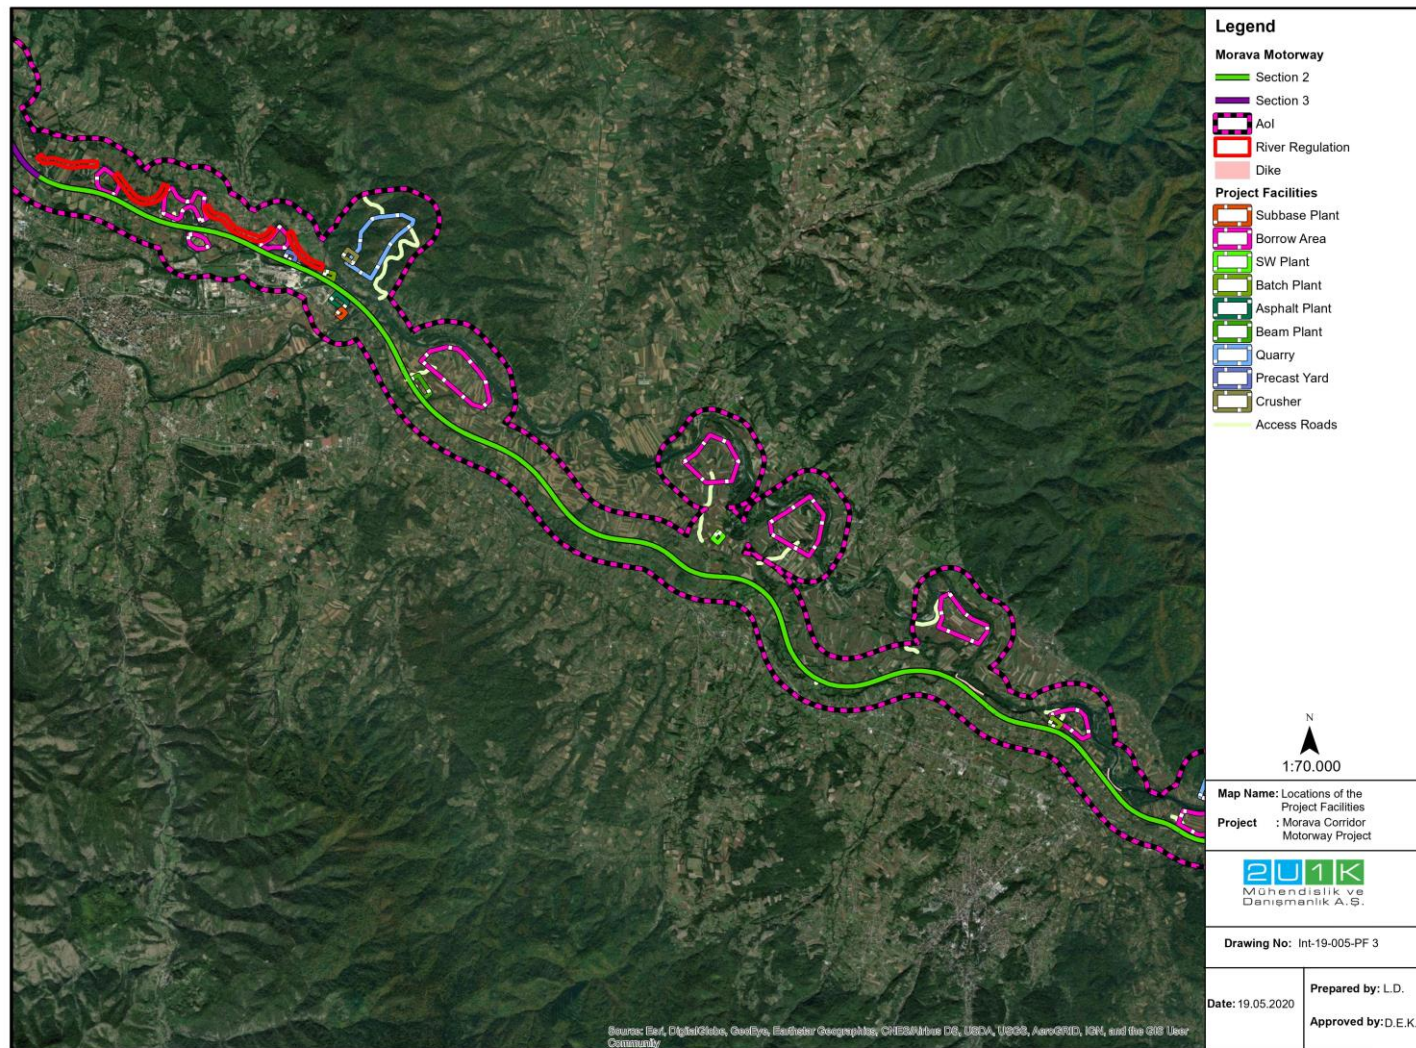 Legend
Morava Motorway
Section 2
Section 3
AoI
River Regulation
Dike
Project Facilities
Subbase Plant
Borrow Area
SW Plant
Batch Plant
Asphalt Plant
Beam Plant
Quarry
Precast Yard
Crusher
Access Roads
N
1:70.000
Map Name: Locations of the
Project Facilities
Project : Morava Corridor
Motorway Project
2U1K
Mühendislik ve
Danışmanlık A.Ş.
Drawing No: Int-19-005-PF 3
Date: 19.05.2020
Prepared by: L.D.
Approved by: D.E.K.
Source: Esri, DigitalGlobe, GeoEye, Earthstar Geographics, CNES/Airbus DS, USDA, USGS, AeroGRID, IGN, and the GIS User
Community